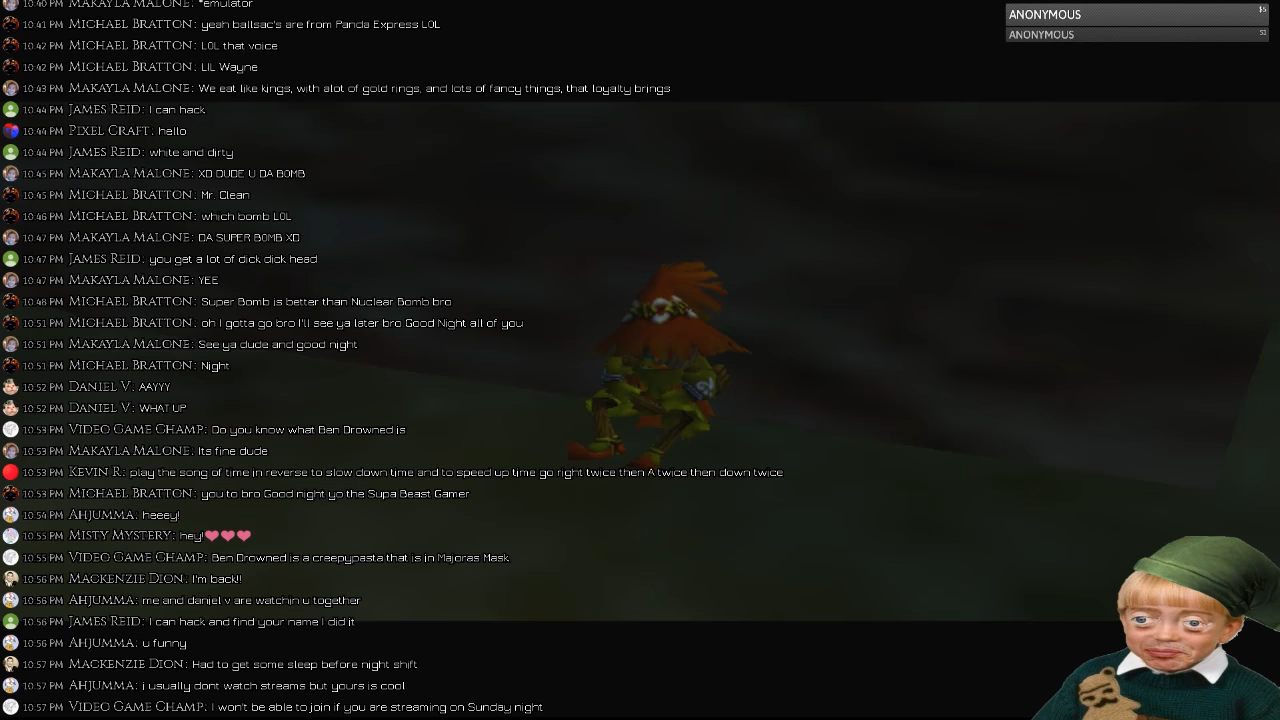 10:40 PM MAKAYLA MALONE: *emulator
10:41 PM MICHAEL BRATTON: yeah ballsac's are from Panda Express LOL
10:42 PM MICHAEL BRATTON: LOL that voice
10:42 PM MICHAEL BRATTON: LIL Wayne
10:43 PM MAKAYLA MALONE: We eat like kings, with alot of gold rings, and lots of fancy things, that loyalty brings
10:44 PM JAMES REID: I can hack
10:44 PM PIXEL CRAFT: hello
10:44 PM JAMES REID: white and dirty
10:45 PM MAKAYLA MALONE: XD DUDE U DA BOMB
10:45 PM MICHAEL BRATTON: Mr. Clean
10:46 PM MICHAEL BRATTON: which bomb LOL
10:47 PM MAKAYLA MALONE: DA SUPER BOMB XD
10:47 PM JAMES REID: you get a lot of dick dick head
10:47 PM MAKAYLA MALONE: YEE
10:48 PM MICHAEL BRATTON: Super Bomb is better than Nuclear Bomb bro
10:51 PM MICHAEL BRATTON: oh I gotta go bro I'll see ya later bro Good Night all of you
10:51 PM MAKAYLA MALONE: See ya dude and good night
10:51 PM MICHAEL BRATTON: Night
10:52 PM DANIEL V: AAYYY
10:52 PM DANIEL V: WHAT UP
10:53 PM VIDEO GAME CHAMP: Do you know what Ben Drowned is
10:53 PM MAKAYLA MALONE: Its fine dude
10:53 PM KEVIN R: play the song of time in reverse to slow down time and to speed up time go right twice then A twice then down twice
10:53 PM MICHAEL BRATTON: you to bro Good night yo the Supa Beast Gamer
10:54 PM AHJUMMA: heeey!
10:55 PM MISTY MYSTERY: hey!❤❤❤
10:55 PM VIDEO GAME CHAMP: Ben Drowned is a creepypasta that is in Majoras Mask
10:56 PM MACKENZIE DION: I'm back!!
10:56 PM AHJUMMA: me and daniel v are watchin u together
10:56 PM JAMES REID: I can hack and find your name I did it
10:56 PM AHJUMMA: u funny
10:57 PM MACKENZIE DION: Had to get some sleep before night shift
10:57 PM AHJUMMA: i usually dont watch streams but yours is cool
10:57 PM VIDEO GAME CHAMP: I won't be able to join if you are streaming on Sunday night
ANONYMOUS
ANONYMOUS $1